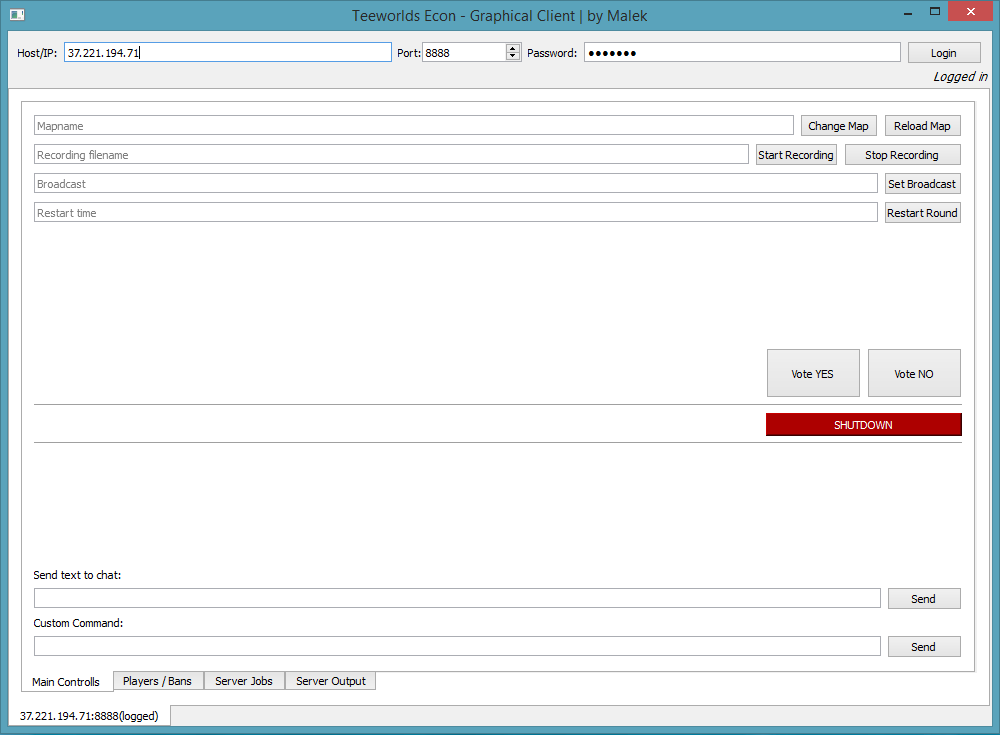 Teeworlds Econ - Graphical Client | by Malek
Host/IP: 37.221.194.71 Port: 8888 Password: ●●●●●●● Login
Logged in
Mapname Change Map Reload Map
Recording filename Start Recording Stop Recording
Broadcast Set Broadcast
Restart time Restart Round
Vote YES Vote NO
SHUTDOWN
Send text to chat:
Send
Custom Command:
Send
Main Controlls Players / Bans Server Jobs Server Output
37.221.194.71:8888(logged)